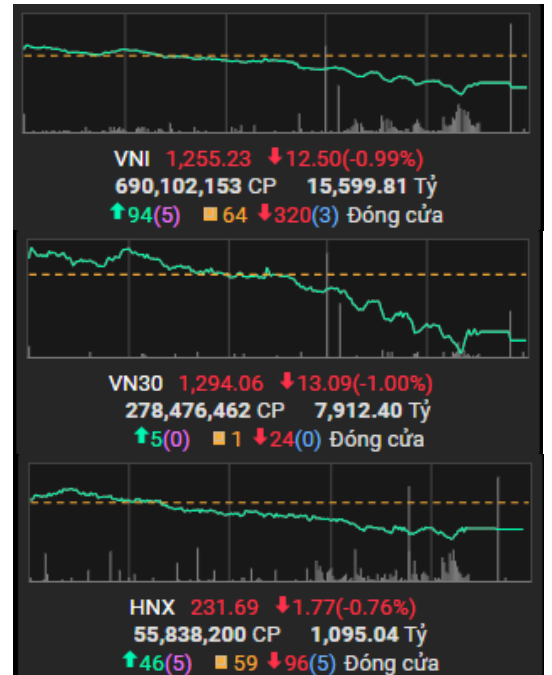 VNI 1,255.23 12.50(-0.99%)
690,102,153 CP 15,599.81 Tỷ
94(5) 64 320(3) Đóng cửa
VN30 1,294.06 13.09(-1.00%)
278,476,462 CP 7,912.40 Tỷ
5(0) 1 24(0) Đóng cửa
HNX 231.69 1.77(-0.76%)
55,838,200 CP 1,095.04 Tỷ
46(5) 59 96(5) Đóng cửa